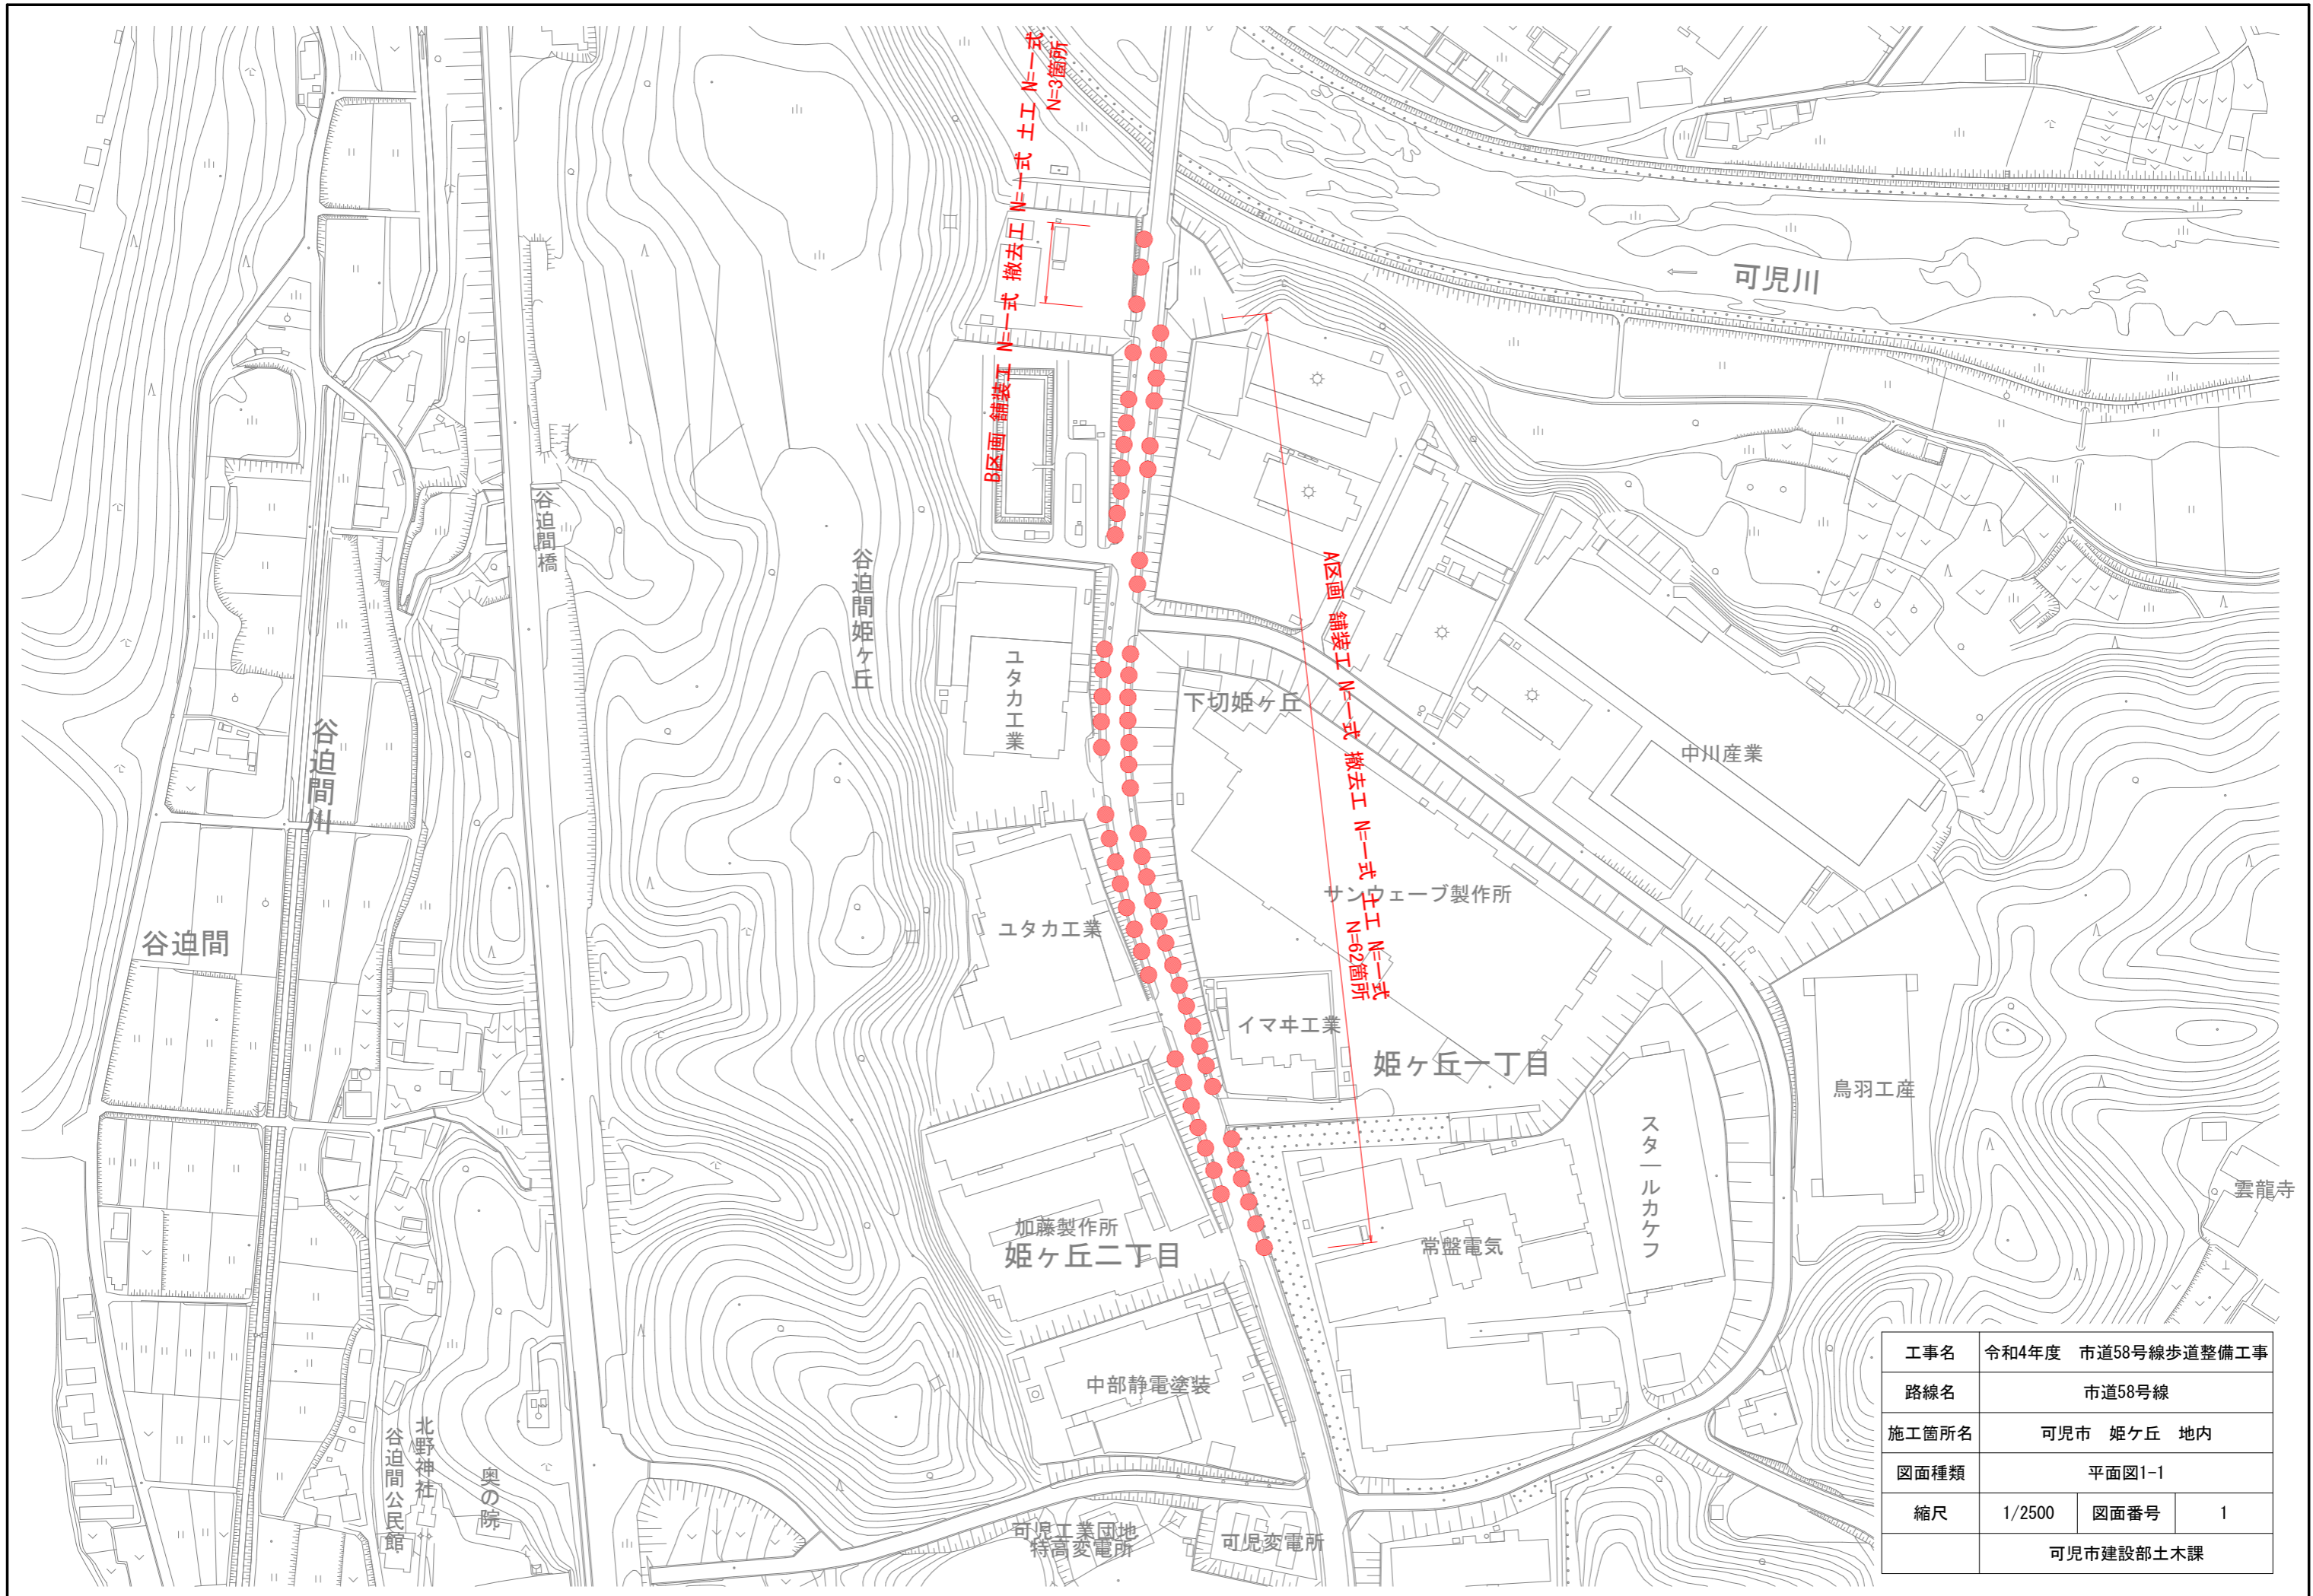 B区画 舗装工 N=一式 撤去工 N=一式 土工 N=一式
N=3箇所
可児川
谷迫間橋
谷迫間姫ヶ丘
A区画 舗装工 N=一式 撤去工 N=一式 土工 N=一式
N=62箇所
ユタカ工業
下切姫ヶ丘
谷迫間川
中川産業
サンウェーブ製作所
ユタカ工業
谷迫間
イマヰ工業
姫ヶ丘一丁目
鳥羽工産
スタールカケフ
雲龍寺
加藤製作所
姫ヶ丘二丁目
常盤電気
中部静電塗装
北野神社
谷迫間公民館
奥の院
可児工業団地
特高変電所
可児変電所
工事名 令和4年度 市道58号線歩道整備工事
路線名 市道58号線
施工箇所名 可児市 姫ケ丘 地内
図面種類 平面図1-1
縮尺 1/2500 図面番号 1
可児市建設部土木課